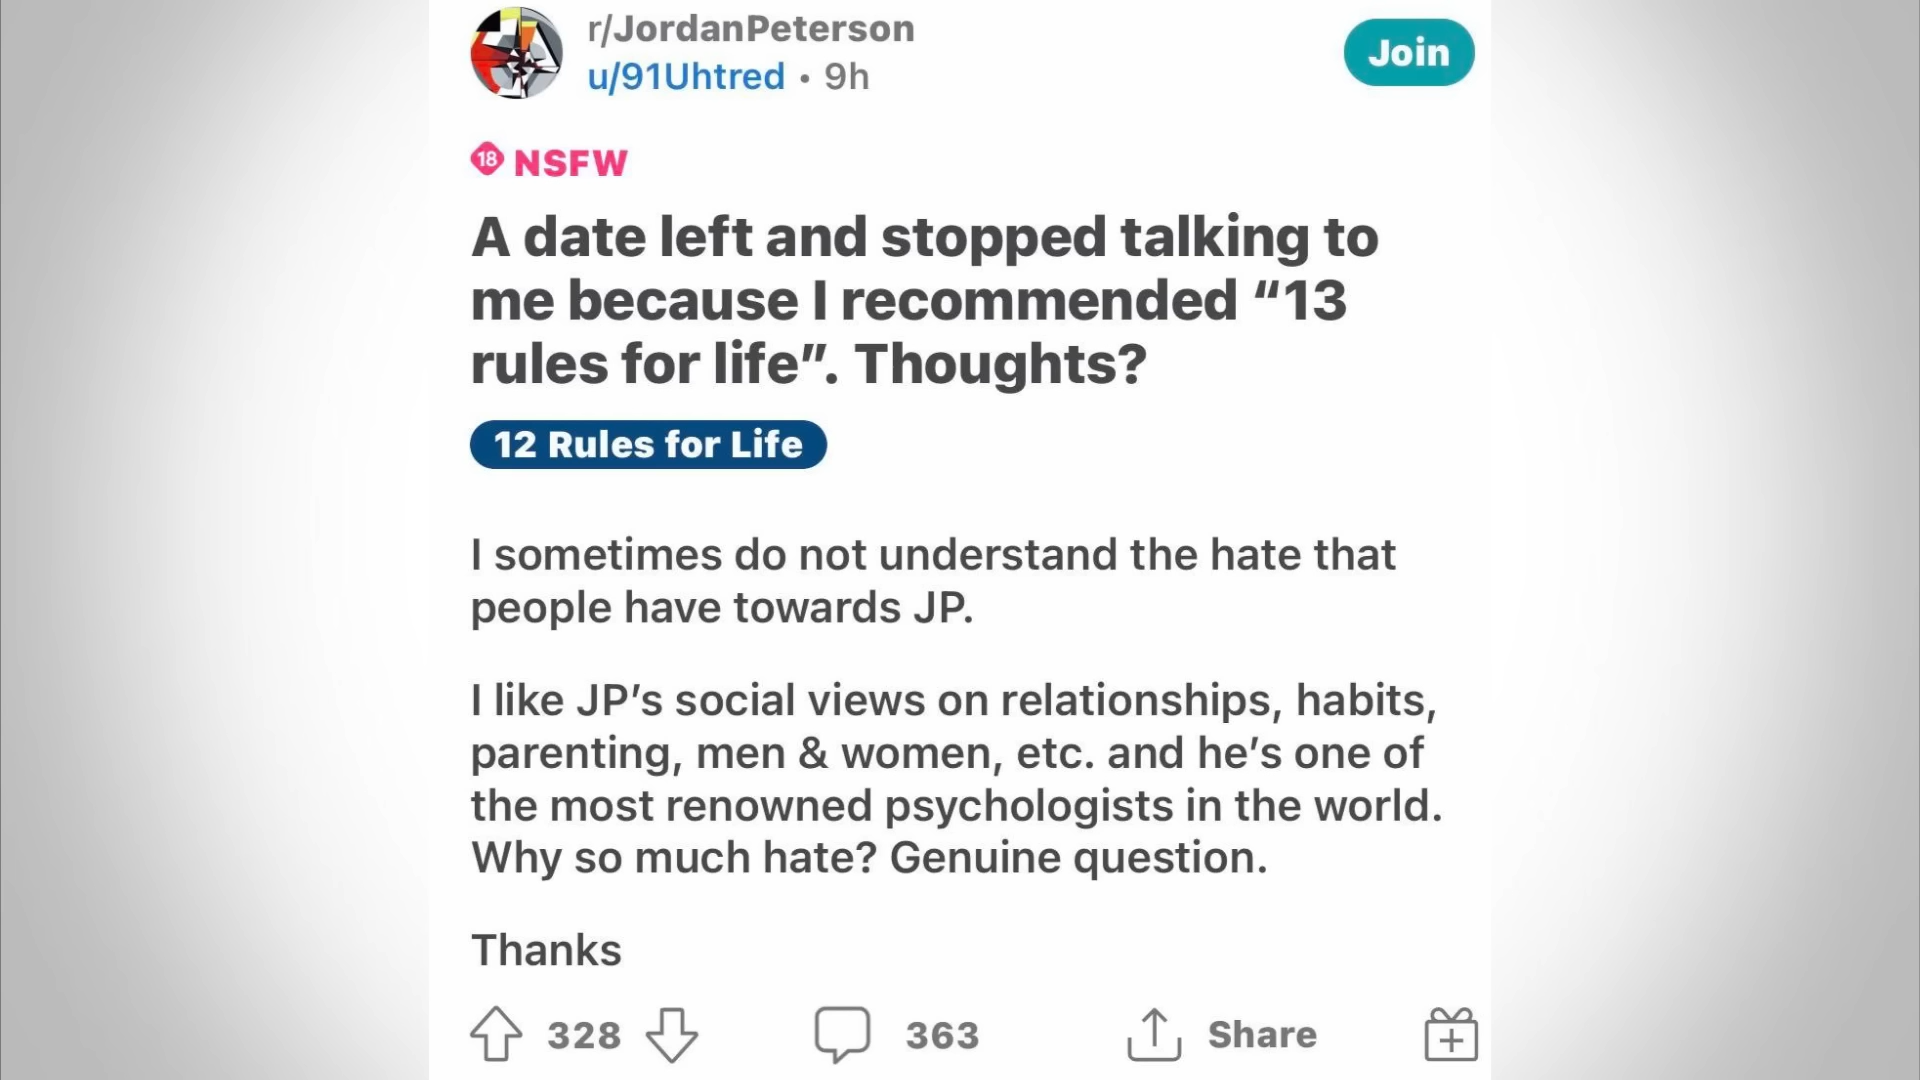 r/JordanPeterson
u/91Uhtred • 9h
Join
18 NSFW
A date left and stopped talking to
me because I recommended “13
rules for life”. Thoughts?
12 Rules for Life
I sometimes do not understand the hate that
people have towards JP.
I like JP’s social views on relationships, habits,
parenting, men & women, etc. and he’s one of
the most renowned psychologists in the world.
Why so much hate? Genuine question.
Thanks
328
363
Share